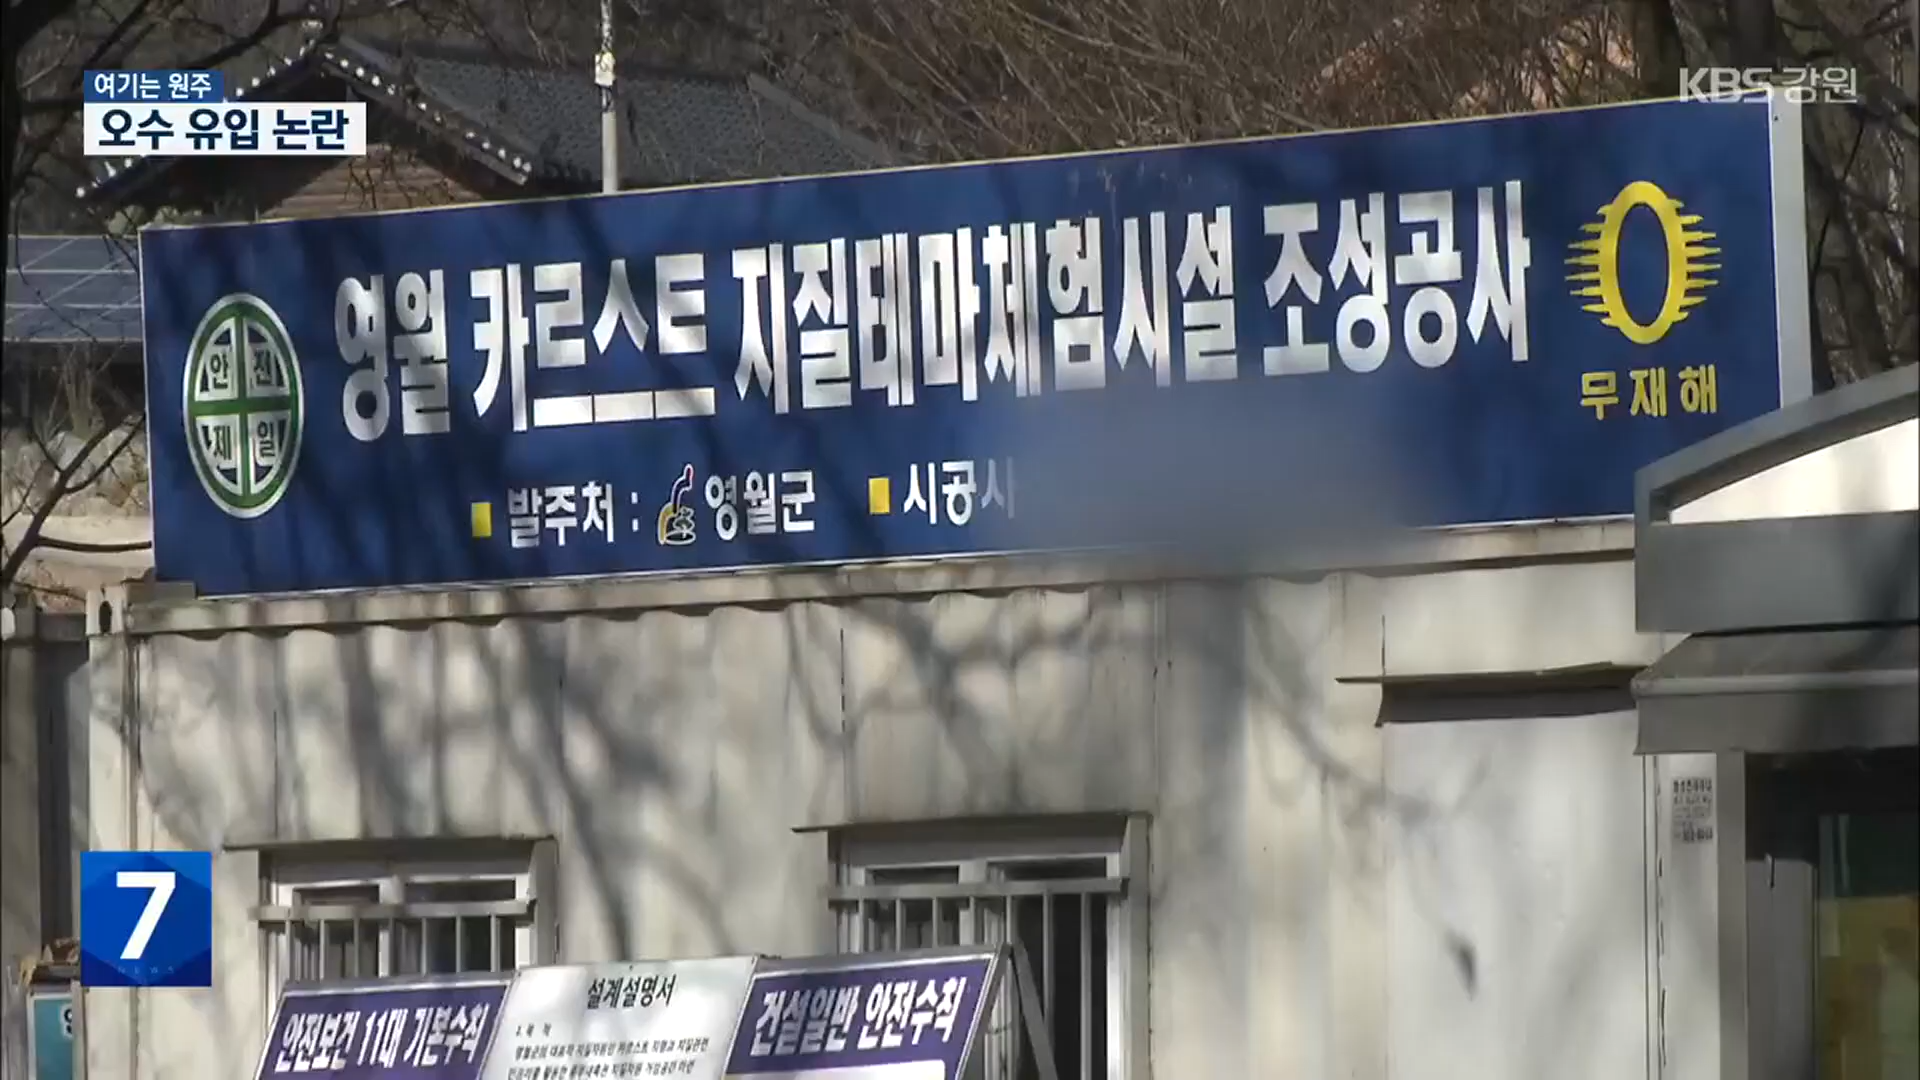 여기는 원주
오수 유입 논란
KBS 강원
영월 카르스트 지질테마체험시설 조성공사
안전제일
무재해
발주처 : 영월군
시공사
7
NEWS
안전보건 11대 기본수칙
설계설명서
건설일반 안전수칙